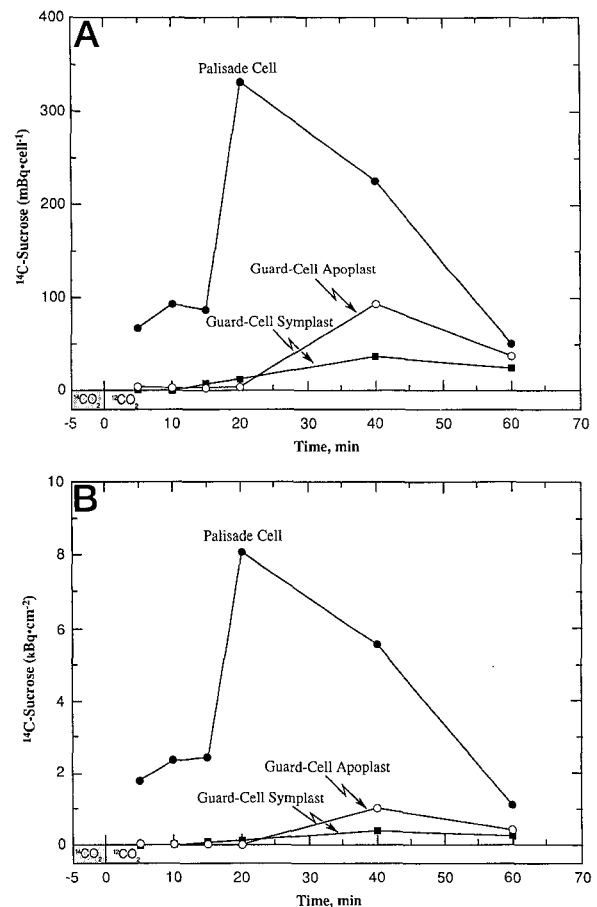 A
400
Palisade Cell
300
¹⁴C-Sucrose (mBq•cell⁻¹)
200
Guard-Cell Apoplast
100
Guard-Cell Symplast
0
¹⁴CO₂ ¹²CO₂
-5 0 10 20 30 40 50 60 70
Time, min
B
10
Palisade Cell
8
6
¹⁴C-Sucrose (kBq•cm⁻²)
4
2
Guard-Cell Apoplast
Guard-Cell Symplast
0
¹⁴CO₂ ¹²CO₂
-5 0 10 20 30 40 50 60 70
Time, min